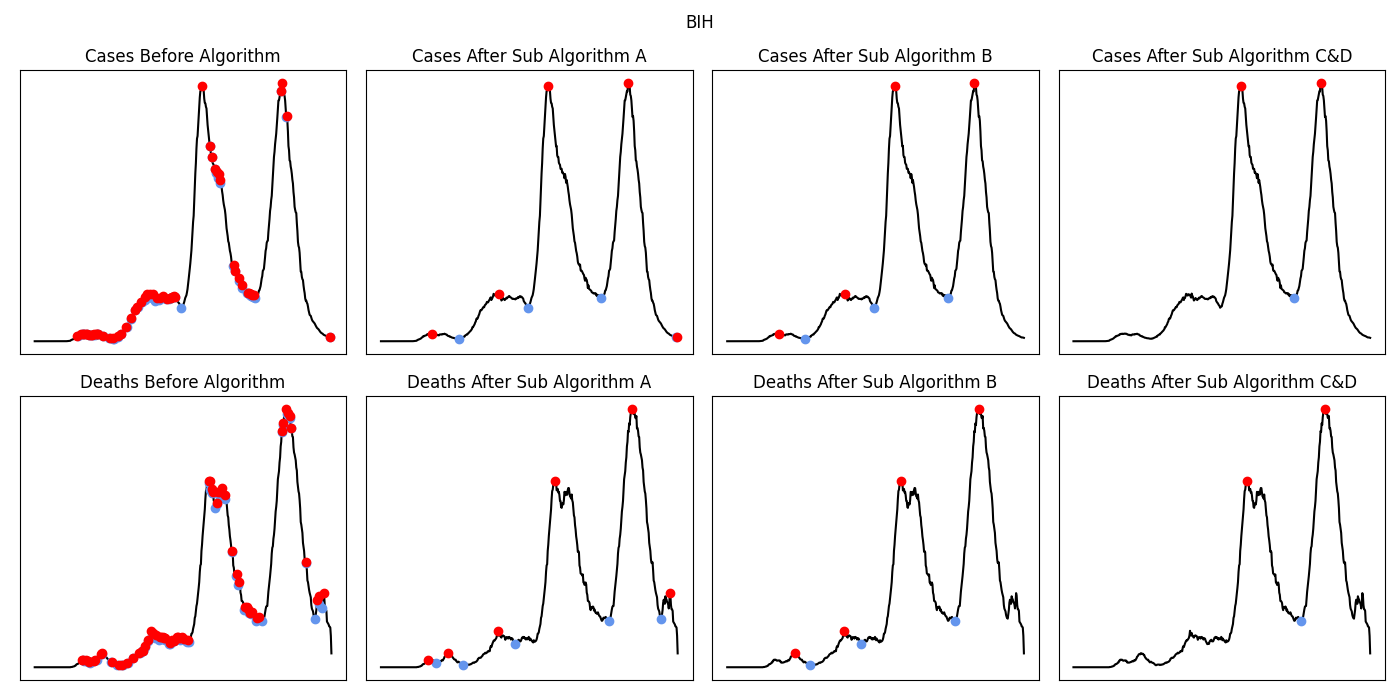 BIH
Cases Before Algorithm
Cases After Sub Algorithm A
Cases After Sub Algorithm B
Cases After Sub Algorithm C&D
Deaths Before Algorithm
Deaths After Sub Algorithm A
Deaths After Sub Algorithm B
Deaths After Sub Algorithm C&D